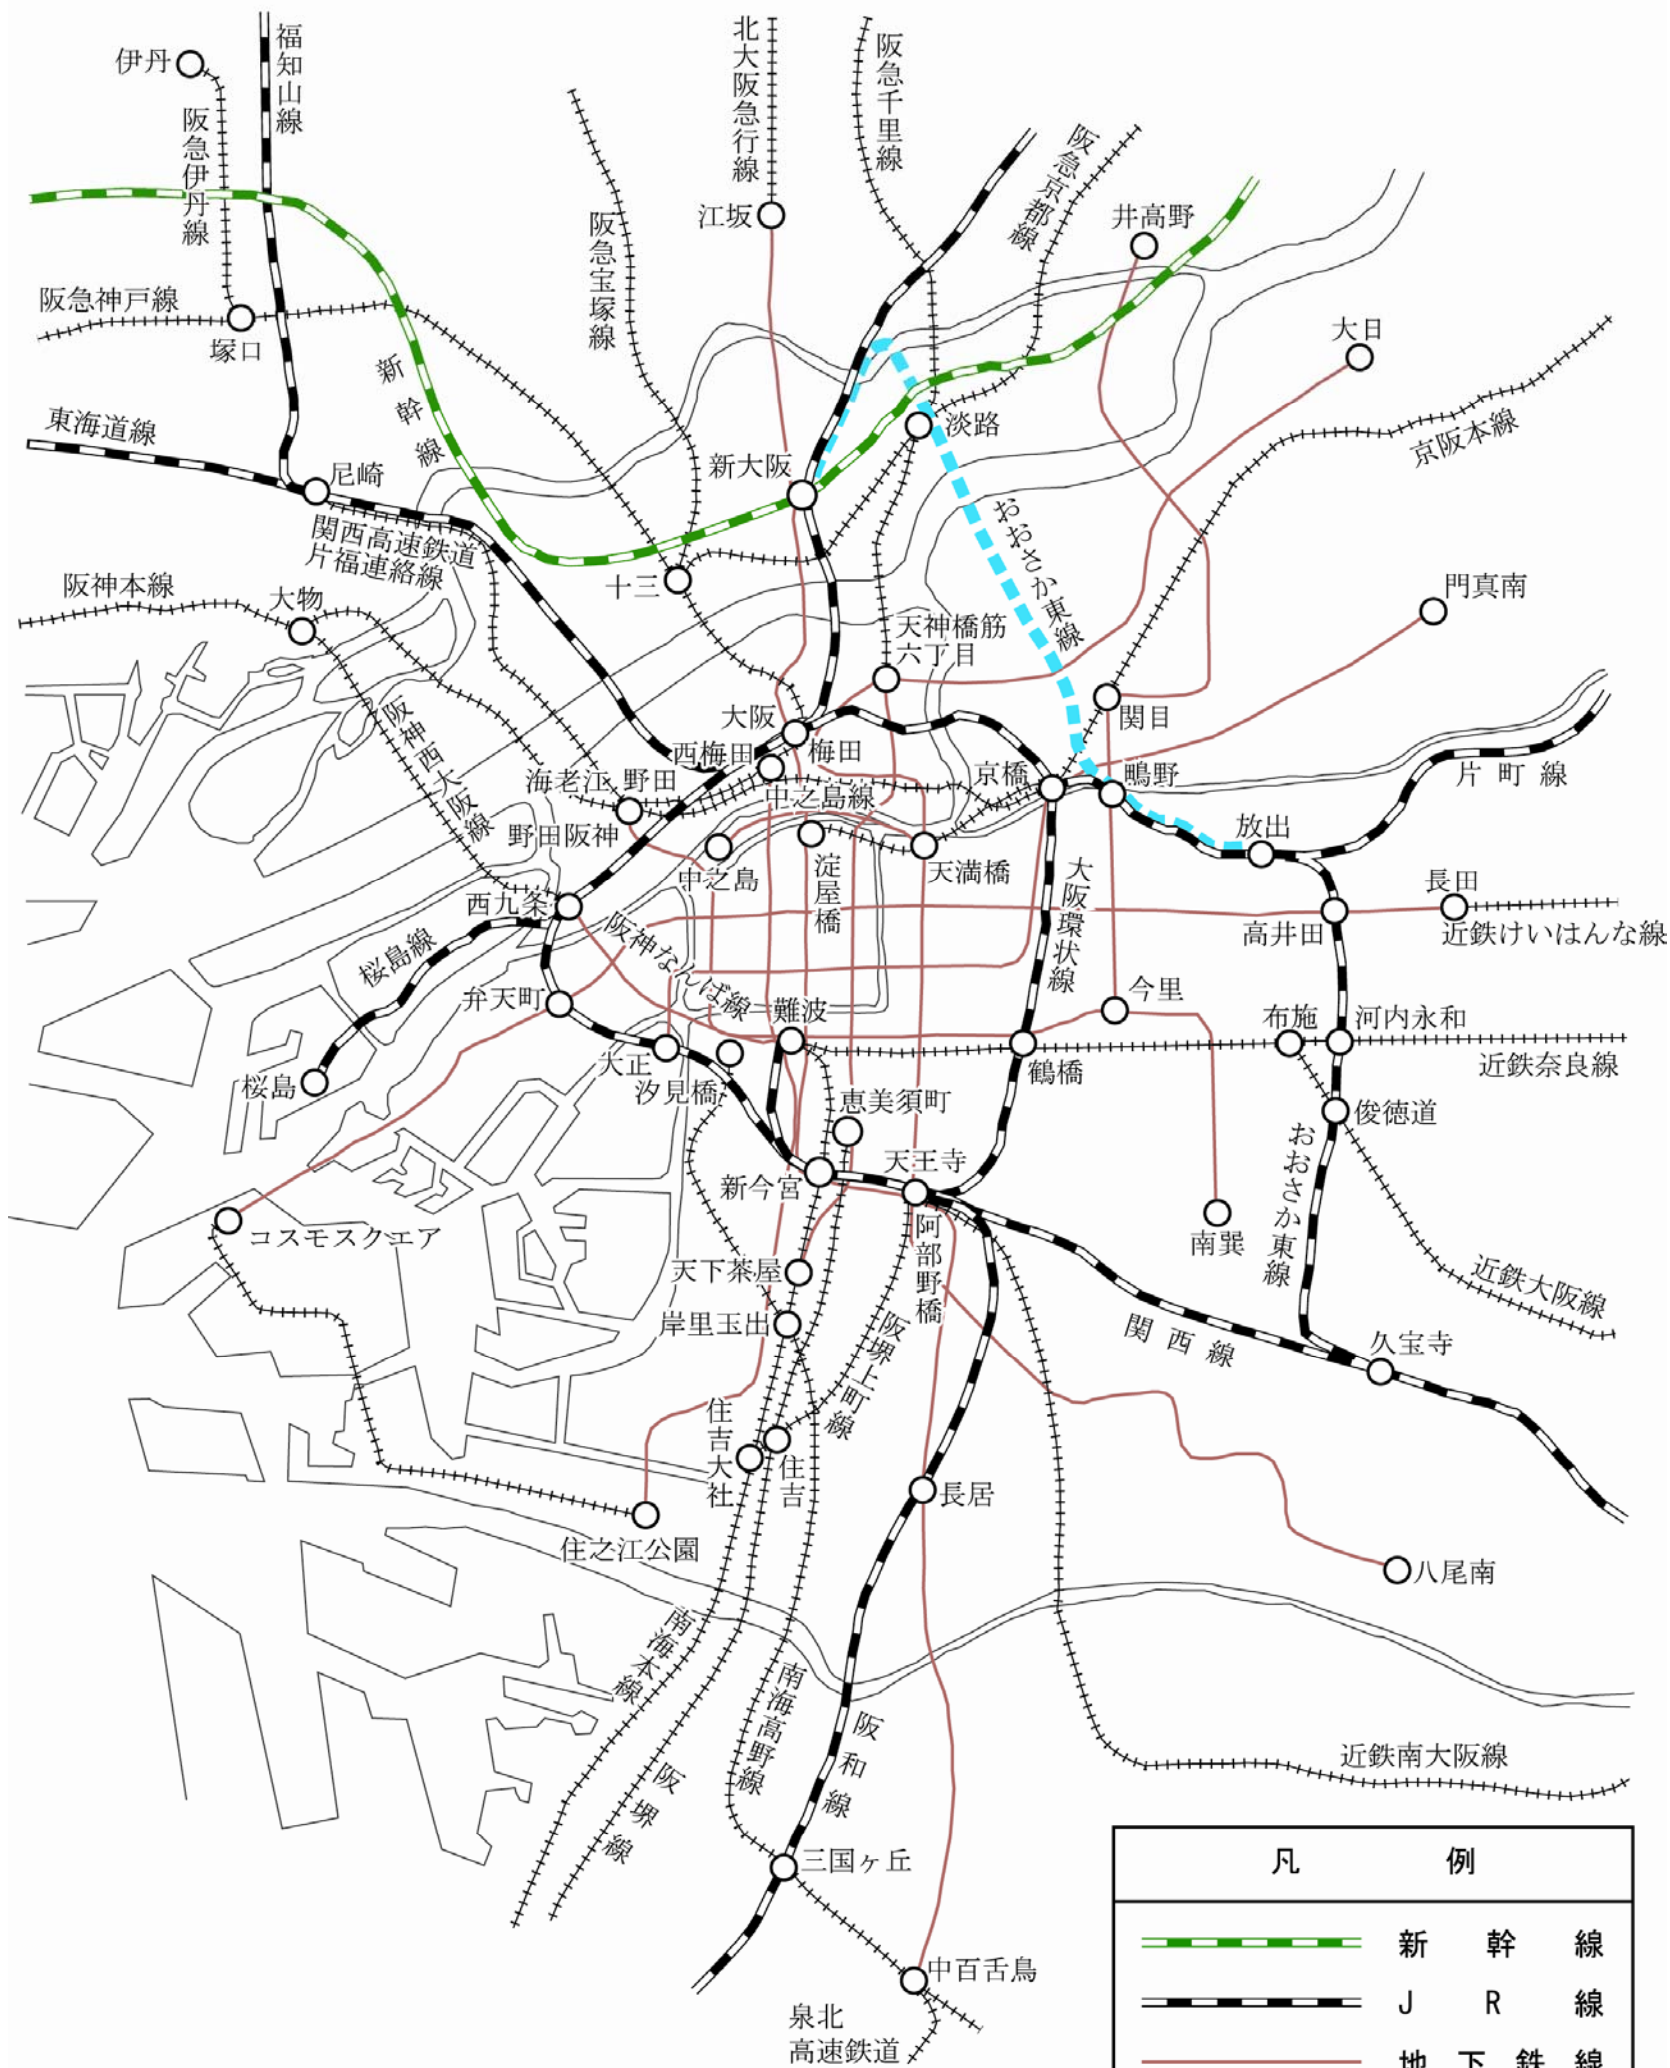 伊丹
福知山線
阪急伊丹線
北大阪急行線
阪急千里線
阪急京都線
江坂
井高野
阪急宝塚線
阪急神戸線
塚口
新幹線
大日
東海道線
尼崎
淡路
京阪本線
新大阪
関西高速鉄道
片福連絡線
おおさか東線
阪神本線
大物
十三
門真南
天神橋筋
六丁目
阪神西大阪線
大阪
関目
西梅田
梅田
海老江
野田
中之島線
京橋
鴫野
片町線
野田阪神
中之島
淀屋橋
天満橋
放出
大阪環状線
長田
西九条
高井田
近鉄けいはんな線
桜島線
阪神なんば線
弁天町
難波
今里
布施
河内永和
大正
汐見橋
鶴橋
近鉄奈良線
桜島
恵美須町
俊徳道
新今宮
天王寺
おおさか東線
コスモスクエア
阿部野橋
南巽
天下茶屋
近鉄大阪線
岸里玉出
阪堺上町線
関西線
久宝寺
住吉大社
住吉
長居
住之江公園
八尾南
南海本線
南海高野線
阪和線
近鉄南大阪線
阪堺線
三国ヶ丘
凡例
新幹線
中百舌鳥
JR線
泉北
高速鉄道
地下鉄線